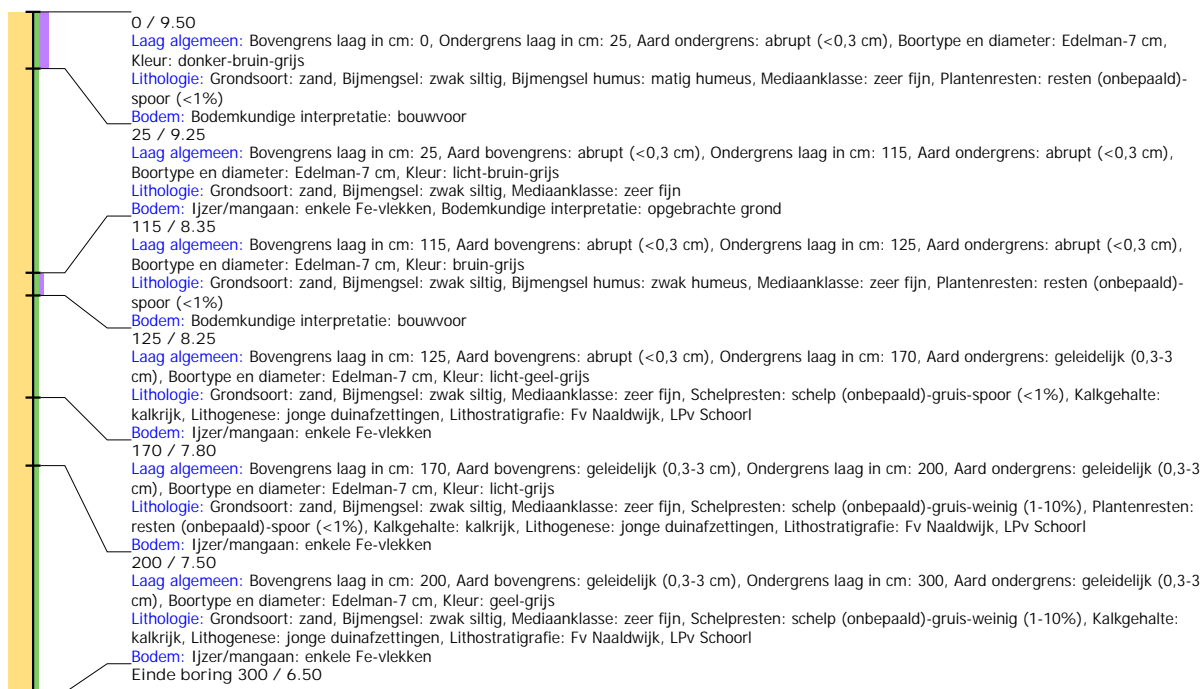 0 / 9.50
Laag algemeen: Bovengrens laag in cm: 0, Ondergrens laag in cm: 25, Aard ondergrens: abrupt (<0,3 cm), Boortype en diameter: Edelman-7 cm,
Kleur: donker-bruin-grijs
Lithologie: Grondsoort: zand, Bijmengsel: zwak siltig, Bijmengsel humus: matig humeus, Mediaanklasse: zeer fijn, Plantenresten: resten (onbepaald)-
spoor (<1%)
Bodem: Bodemkundige interpretatie: bouwvoor
25 / 9.25
Laag algemeen: Bovengrens laag in cm: 25, Aard bovengrens: abrupt (<0,3 cm), Ondergrens laag in cm: 115, Aard ondergrens: abrupt (<0,3 cm),
Boortype en diameter: Edelman-7 cm, Kleur: licht-bruin-grijs
Lithologie: Grondsoort: zand, Bijmengsel: zwak siltig, Mediaanklasse: zeer fijn
Bodem: Ijzer/mangaan: enkele Fe-vlekken, Bodemkundige interpretatie: opgebrachte grond
115 / 8.35
Laag algemeen: Bovengrens laag in cm: 115, Aard bovengrens: abrupt (<0,3 cm), Ondergrens laag in cm: 125, Aard ondergrens: abrupt (<0,3 cm),
Boortype en diameter: Edelman-7 cm, Kleur: bruin-grijs
Lithologie: Grondsoort: zand, Bijmengsel: zwak siltig, Bijmengsel humus: zwak humeus, Mediaanklasse: zeer fijn, Plantenresten: resten (onbepaald)-
spoor (<1%)
Bodem: Bodemkundige interpretatie: bouwvoor
125 / 8.25
Laag algemeen: Bovengrens laag in cm: 125, Aard bovengrens: abrupt (<0,3 cm), Ondergrens laag in cm: 170, Aard ondergrens: geleidelijk (0,3-3
cm), Boortype en diameter: Edelman-7 cm, Kleur: licht-geel-grijs
Lithologie: Grondsoort: zand, Bijmengsel: zwak siltig, Mediaanklasse: zeer fijn, Schelpresten: schelp (onbepaald)-gruis-spoor (<1%), Kalkgehalte:
kalkrijk, Lithogenese: jonge duinafzettingen, Lithostratigrafie: Fv Naaldwijk, LPv Schoorl
Bodem: Ijzer/mangaan: enkele Fe-vlekken
170 / 7.80
Laag algemeen: Bovengrens laag in cm: 170, Aard bovengrens: geleidelijk (0,3-3 cm), Ondergrens laag in cm: 200, Aard ondergrens: geleidelijk (0,3-3
cm), Boortype en diameter: Edelman-7 cm, Kleur: licht-grijs
Lithologie: Grondsoort: zand, Bijmengsel: zwak siltig, Mediaanklasse: zeer fijn, Schelpresten: schelp (onbepaald)-gruis-weinig (1-10%), Plantenresten:
resten (onbepaald)-spoor (<1%), Kalkgehalte: kalkrijk, Lithogenese: jonge duinafzettingen, Lithostratigrafie: Fv Naaldwijk, LPv Schoorl
Bodem: Ijzer/mangaan: enkele Fe-vlekken
200 / 7.50
Laag algemeen: Bovengrens laag in cm: 200, Aard bovengrens: geleidelijk (0,3-3 cm), Ondergrens laag in cm: 300, Aard ondergrens: geleidelijk (0,3-3
cm), Boortype en diameter: Edelman-7 cm, Kleur: geel-grijs
Lithologie: Grondsoort: zand, Bijmengsel: zwak siltig, Mediaanklasse: zeer fijn, Schelpresten: schelp (onbepaald)-gruis-weinig (1-10%), Kalkgehalte:
kalkrijk, Lithogenese: jonge duinafzettingen, Lithostratigrafie: Fv Naaldwijk, LPv Schoorl
Bodem: Ijzer/mangaan: enkele Fe-vlekken
Einde boring 300 / 6.50